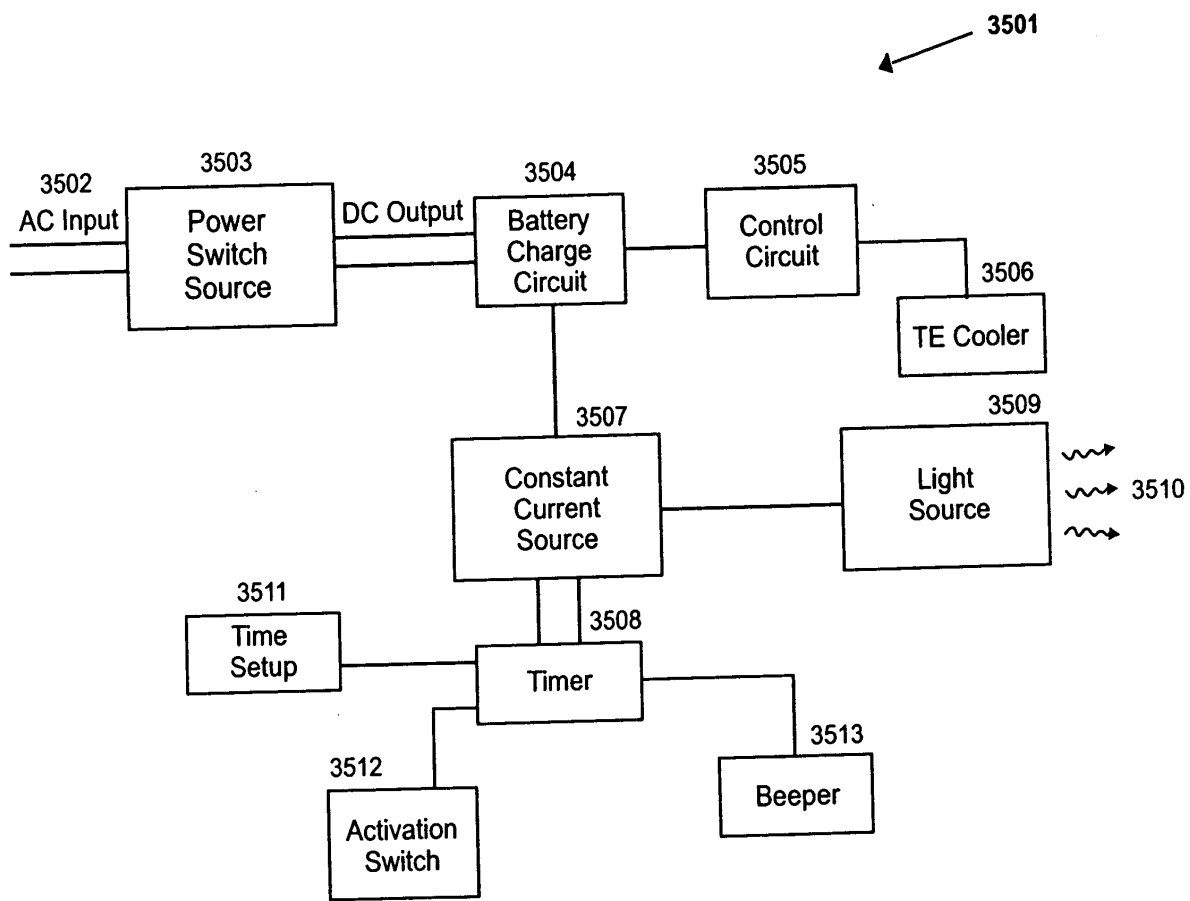 3501
3502
AC Input
3503
Power
Switch
Source
DC Output
3504
Battery
Charge
Circuit
3505
Control
Circuit
3506
TE Cooler
3507
Constant
Current
Source
3509
Light
Source
3510
3511
Time
Setup
3508
Timer
3512
Activation
Switch
3513
Beeper